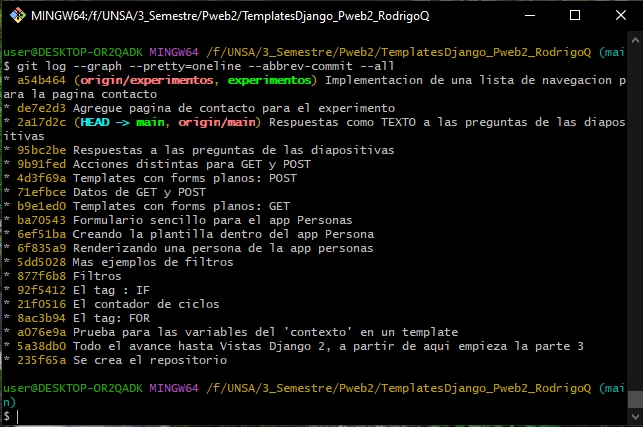 MINGW64:/f/UNSA/3_Semestre/Pweb2/TemplatesDjango_Pweb2_RodrigoQ
user@DESKTOP-OR2QADK MINGW64 /f/UNSA/3_Semestre/Pweb2/TemplatesDjango_Pweb2_RodrigoQ (mai
$ git log --graph --pretty=oneline --abbrev-commit --all
* a54b464 (origin/experimentos, experimentos) Implementacion de una lista de navegacion p
ara la pagina contacto
* de7e2d3 Agregue pagina de contacto para el experimento
* 2a17d2c (HEAD -> main, origin/main) Respuestas como TEXTO a las preguntas de las diapos
itivas
* 95bc2be Respuestas a las preguntas de las diapositivas
* 9b91fed Acciones distintas para GET y POST
* 4d3f69a Templates con forms planos: POST
* 71efbce Datos de GET y POST
* b9e1ed0 Templates con forms planos: GET
* ba70543 Formulario sencillo para el app Personas
* 6ef51ba Creando la plantilla dentro del app Persona
* 6f835a9 Renderizando una persona de la app personas
* 5dd5028 Mas ejemplos de filtros
* 877f6b8 Filtros
* 92f5412 El tag : IF
* 21f0516 El contador de ciclos
* 8ac3b94 El tag: FOR
* a076e9a Prueba para las variables del 'contexto' en un template
* 5a38db0 Todo el avance hasta Vistas Django 2, a partir de aqui empieza la parte 3
* 235f65a Se crea el repositorio
user@DESKTOP-OR2QADK MINGW64 /f/UNSA/3_Semestre/Pweb2/TemplatesDjango_Pweb2_RodrigoQ (mai
n)
$